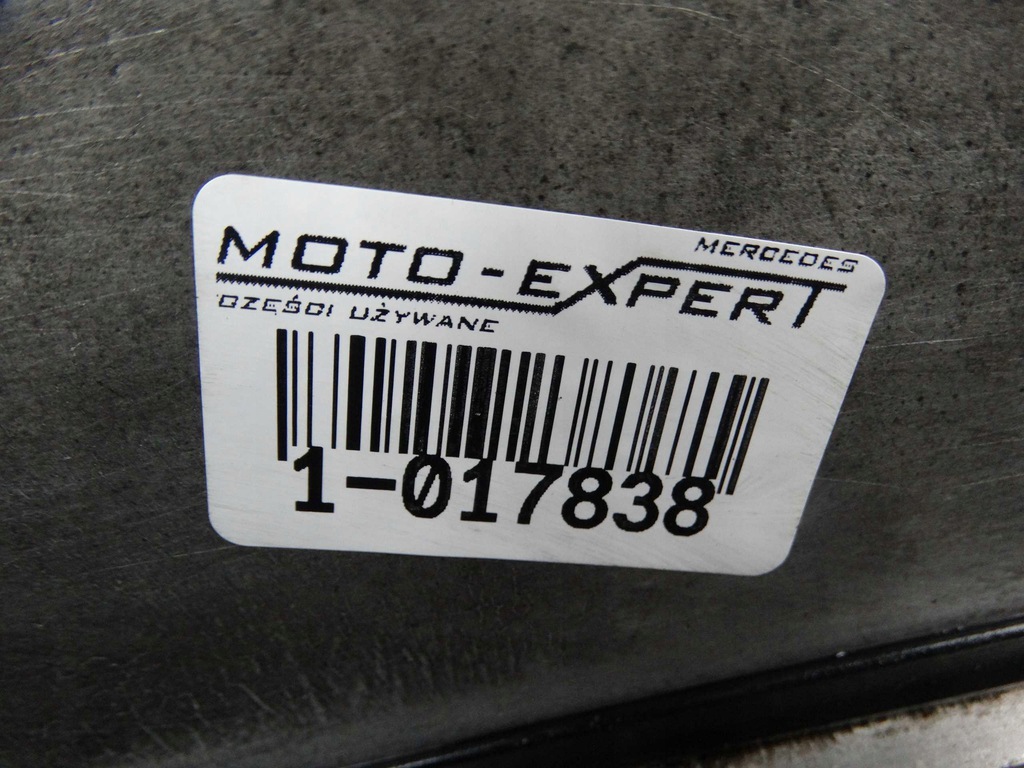 MERCEDES
MOTO-EXPERT
CZĘŚCI UŻYWANE
1-017838